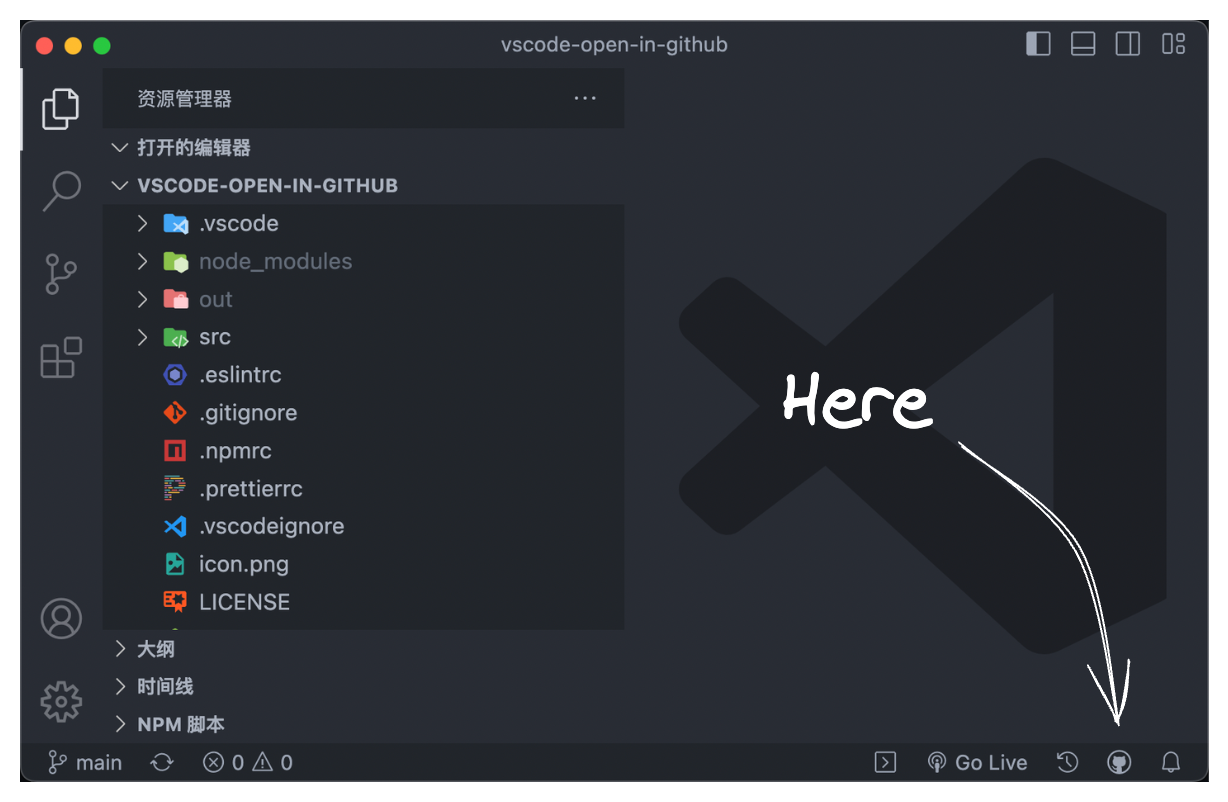 vscode-open-in-github
资源管理器
打开的编辑器
VSCODE-OPEN-IN-GITHUB
.vscode
node_modules
out
src
.eslintrc
.gitignore
.npmrc
.prettierrc
.vscodeignore
icon.png
LICENSE
Here
大纲
时间线
NPM 脚本
main 0 0 Go Live